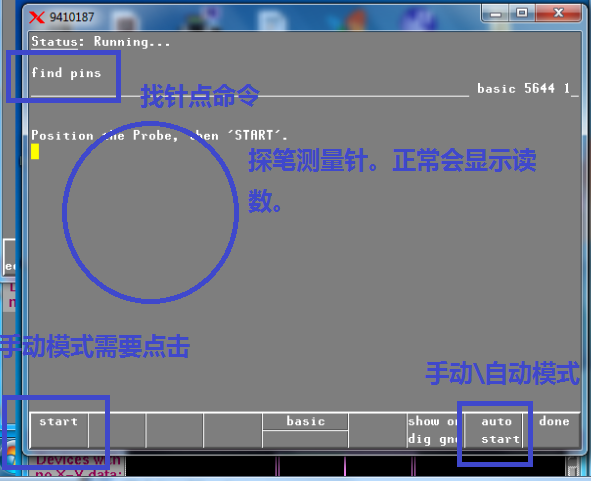 9410187
Status: Running...
find pins
找针点命令
basic 5644 1_
Position the Probe, then 'START'.
探笔测量针。正常会显示读
数。
手动模式需要点击
手动\自动模式
start
basic
show on
dig gnd
auto
start
done
Devices with
no X-Y data: